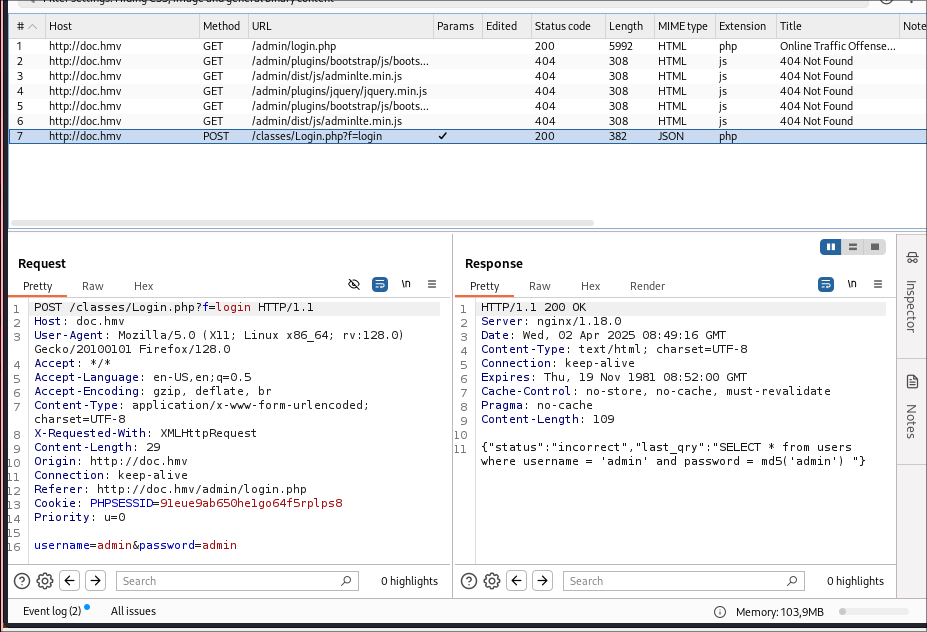 # Host Method URL Params Edited Status code Length MIME type Extension Title Note
1 http://doc.hmv GET /admin/login.php 200 5992 HTML php Online Traffic Offense...
2 http://doc.hmv GET /admin/plugins/bootstrap/js/boots... 404 308 HTML js 404 Not Found
3 http://doc.hmv GET /admin/dist/js/adminlte.min.js 404 308 HTML js 404 Not Found
4 http://doc.hmv GET /admin/plugins/jquery/jquery.min.js 404 308 HTML js 404 Not Found
5 http://doc.hmv GET /admin/plugins/bootstrap/js/boots... 404 308 HTML js 404 Not Found
6 http://doc.hmv GET /admin/dist/js/adminlte.min.js 404 308 HTML js 404 Not Found
7 http://doc.hmv POST /classes/Login.php?f=login ✓ 200 382 JSON php
Request
Pretty Raw Hex \n
1 POST /classes/Login.php?f=login HTTP/1.1
2 Host: doc.hmv
3 User-Agent: Mozilla/5.0 (X11; Linux x86_64; rv:128.0)
Gecko/20100101 Firefox/128.0
4 Accept: */*
5 Accept-Language: en-US,en;q=0.5
6 Accept-Encoding: gzip, deflate, br
7 Content-Type: application/x-www-form-urlencoded;
charset=UTF-8
8 X-Requested-With: XMLHttpRequest
9 Content-Length: 29
10 Origin: http://doc.hmv
11 Connection: keep-alive
12 Referer: http://doc.hmv/admin/login.php
13 Cookie: PHPSESSID=91eue9ab650he1go64f5rplps8
14 Priority: u=0
15
16 username=admin&password=admin
Search 0 highlights
Response
Pretty Raw Hex Render \n
1 HTTP/1.1 200 OK
2 Server: nginx/1.18.0
3 Date: Wed, 02 Apr 2025 08:49:16 GMT
4 Content-Type: text/html; charset=UTF-8
5 Connection: keep-alive
6 Expires: Thu, 19 Nov 1981 08:52:00 GMT
7 Cache-Control: no-store, no-cache, must-revalidate
8 Pragma: no-cache
9 Content-Length: 109
10
11 {"status":"incorrect","last_qry":"SELECT * from users
where username = 'admin' and password = md5('admin') "}
Search 0 highlights
Inspector
Notes
Event log (2) All issues Memory: 103,9MB